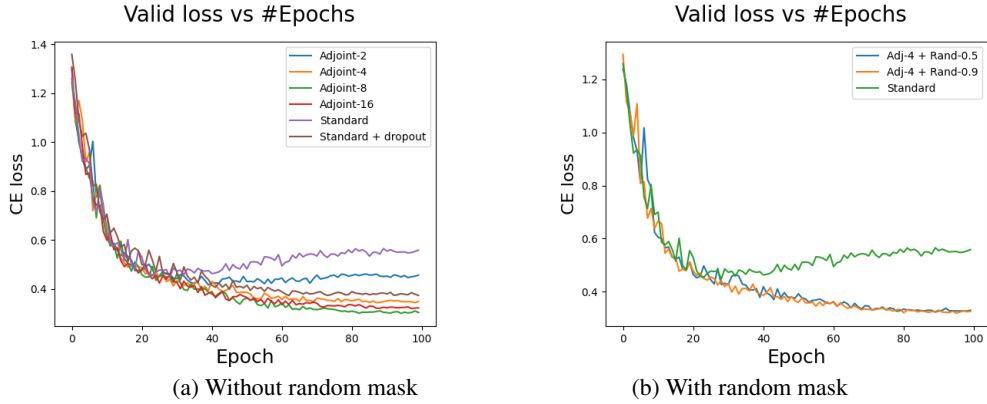 Valid loss vs #Epochs
1.4
1.2
1.0
0.8
0.6
0.4
CE loss
Adjoint-2
Adjoint-4
Adjoint-8
Adjoint-16
Standard
Standard + dropout
0 20 40 60 80 100
Epoch
(a) Without random mask
Valid loss vs #Epochs
1.2
1.0
0.8
0.6
0.4
CE loss
Adj-4 + Rand-0.5
Adj-4 + Rand-0.9
Standard
0 20 40 60 80 100
Epoch
(b) With random mask